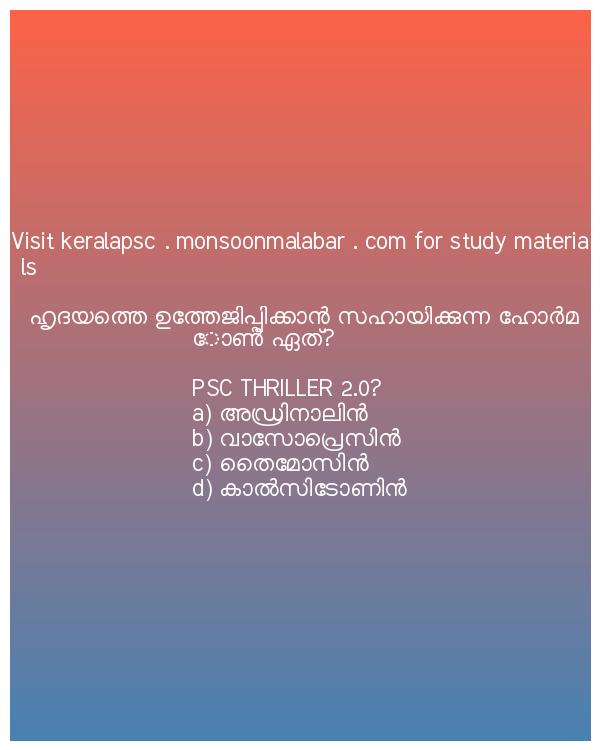 Visit keralapsc . monsoonmalabar . com for study materia
ls
ഹൃദയത്തെ ഉത്തേജിപ്പിക്കാൻ സഹായിക്കുന്ന ഹോർമ
ോൺ ഏത്?
PSC THRILLER 2.0?
a) അഡ്രിനാലിൻ
b) വാസോപ്രെസിൻ
c) തൈമോസിൻ
d) കാൽസിടോണിൻ